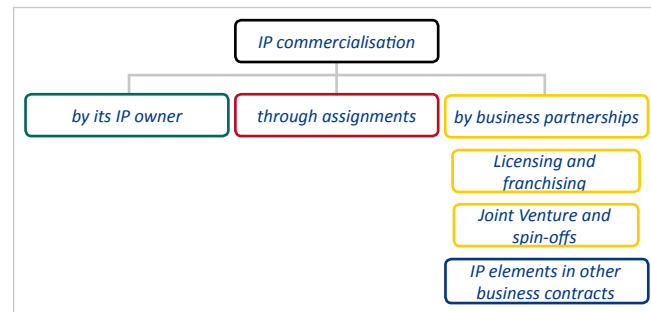 IP commercialisation
by its IP owner
through assignments
by business partnerships
Licensing and
franchising
Joint Venture and
spin-offs
IP elements in other
business contracts